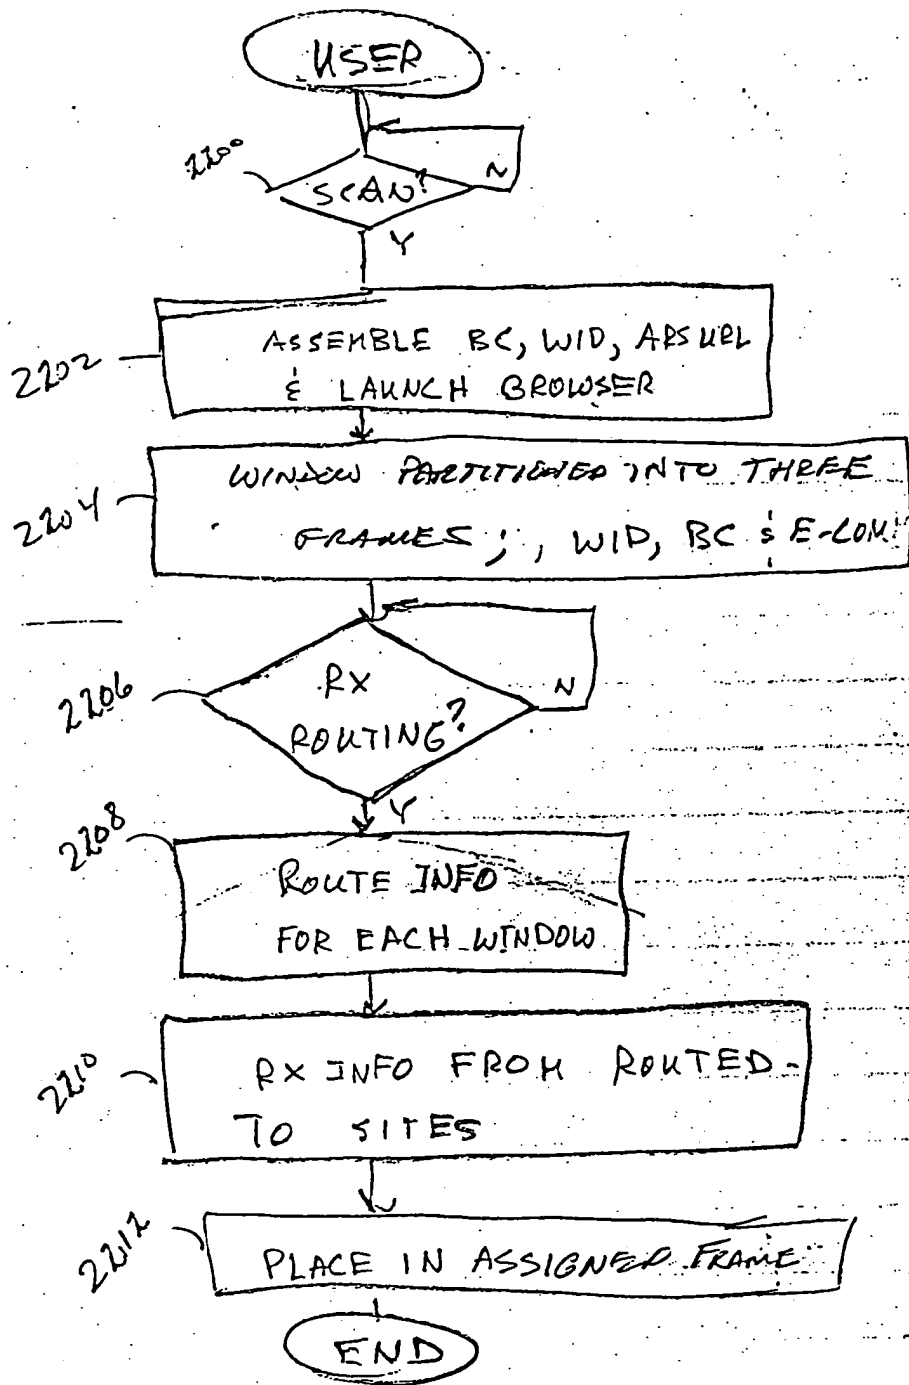 USER
2200
SCAN?
N
Y
2202
ASSEMBLE BC, WID, ARS URL
& LAUNCH BROWSER
2204
WINDOW PARTITIONED INTO THREE
FRAMES; , WID, BC & E-COM
2206
RX
ROUTING?
N
Y
2208
ROUTE INFO
FOR EACH WINDOW
2210
RX INFO FROM ROUTED-
TO SITES
2212
PLACE IN ASSIGNED FRAME
END